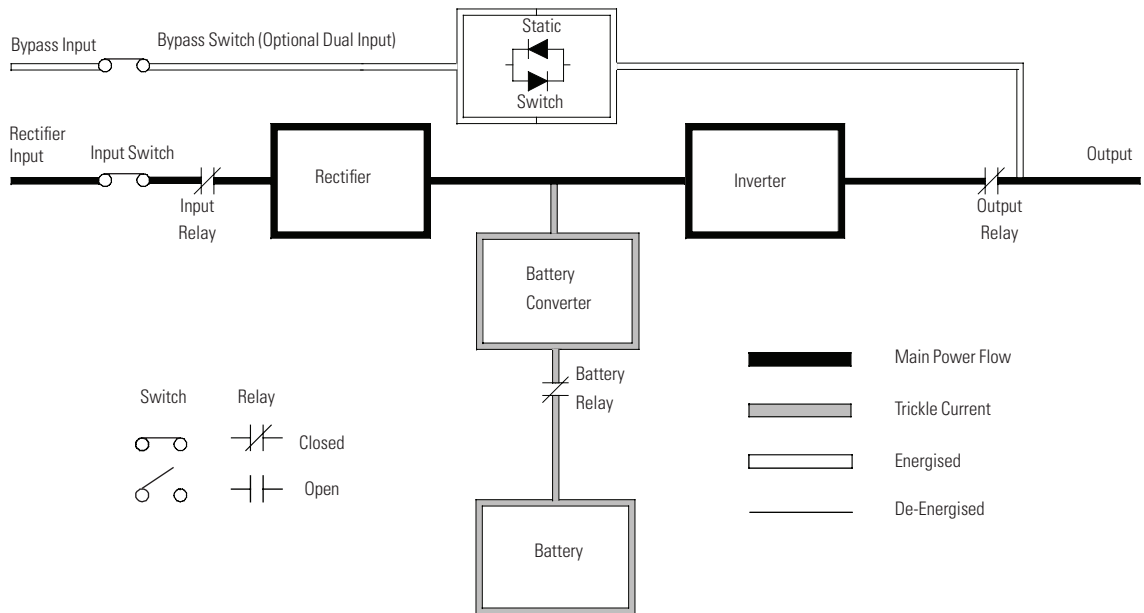 Bypass Input
Bypass Switch (Optional Dual Input)
Static
Switch
Rectifier
Input
Input Switch
Input
Relay
Rectifier
Inverter
Output
Relay
Output
Battery
Converter
Battery
Relay
Battery
Switch
Relay
Closed
Open
Main Power Flow
Trickle Current
Energised
De-Energised